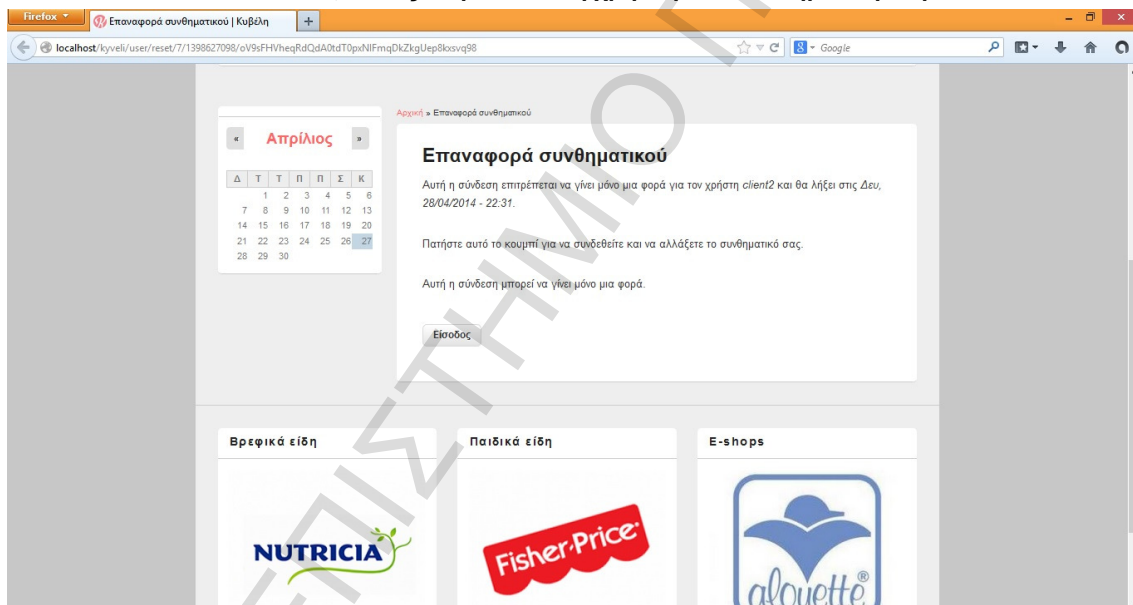 Firefox
Επαναφορά συνθηματικού | Κυβέλη
localhost/kyveli/user/reset/7/1398627098/oV9sFHVheqRdQdA0tdT0pxNlFmqDkZkgUep8kxsvq98
Google
Αρχική » Επαναφορά συνθηματικού
« Απρίλιος »
Δ Τ Τ Π Π Σ Κ
1 2 3 4 5 6
7 8 9 10 11 12 13
14 15 16 17 18 19 20
21 22 23 24 25 26 27
28 29 30
Επαναφορά συνθηματικού
Αυτή η σύνδεση επιτρέπεται να γίνει μόνο μια φορά για τον χρήστη client2 και θα λήξει στις Δευ,
28/04/2014 - 22:31.
Πατήστε αυτό το κουμπί για να συνδεθείτε και να αλλάξετε το συνθηματικό σας.
Αυτή η σύνδεση μπορεί να γίνει μόνο μια φορά.
Είσοδος
Βρεφικά είδη
Παιδικά είδη
E-shops
NUTRICIA
Fisher-Price
alouette®